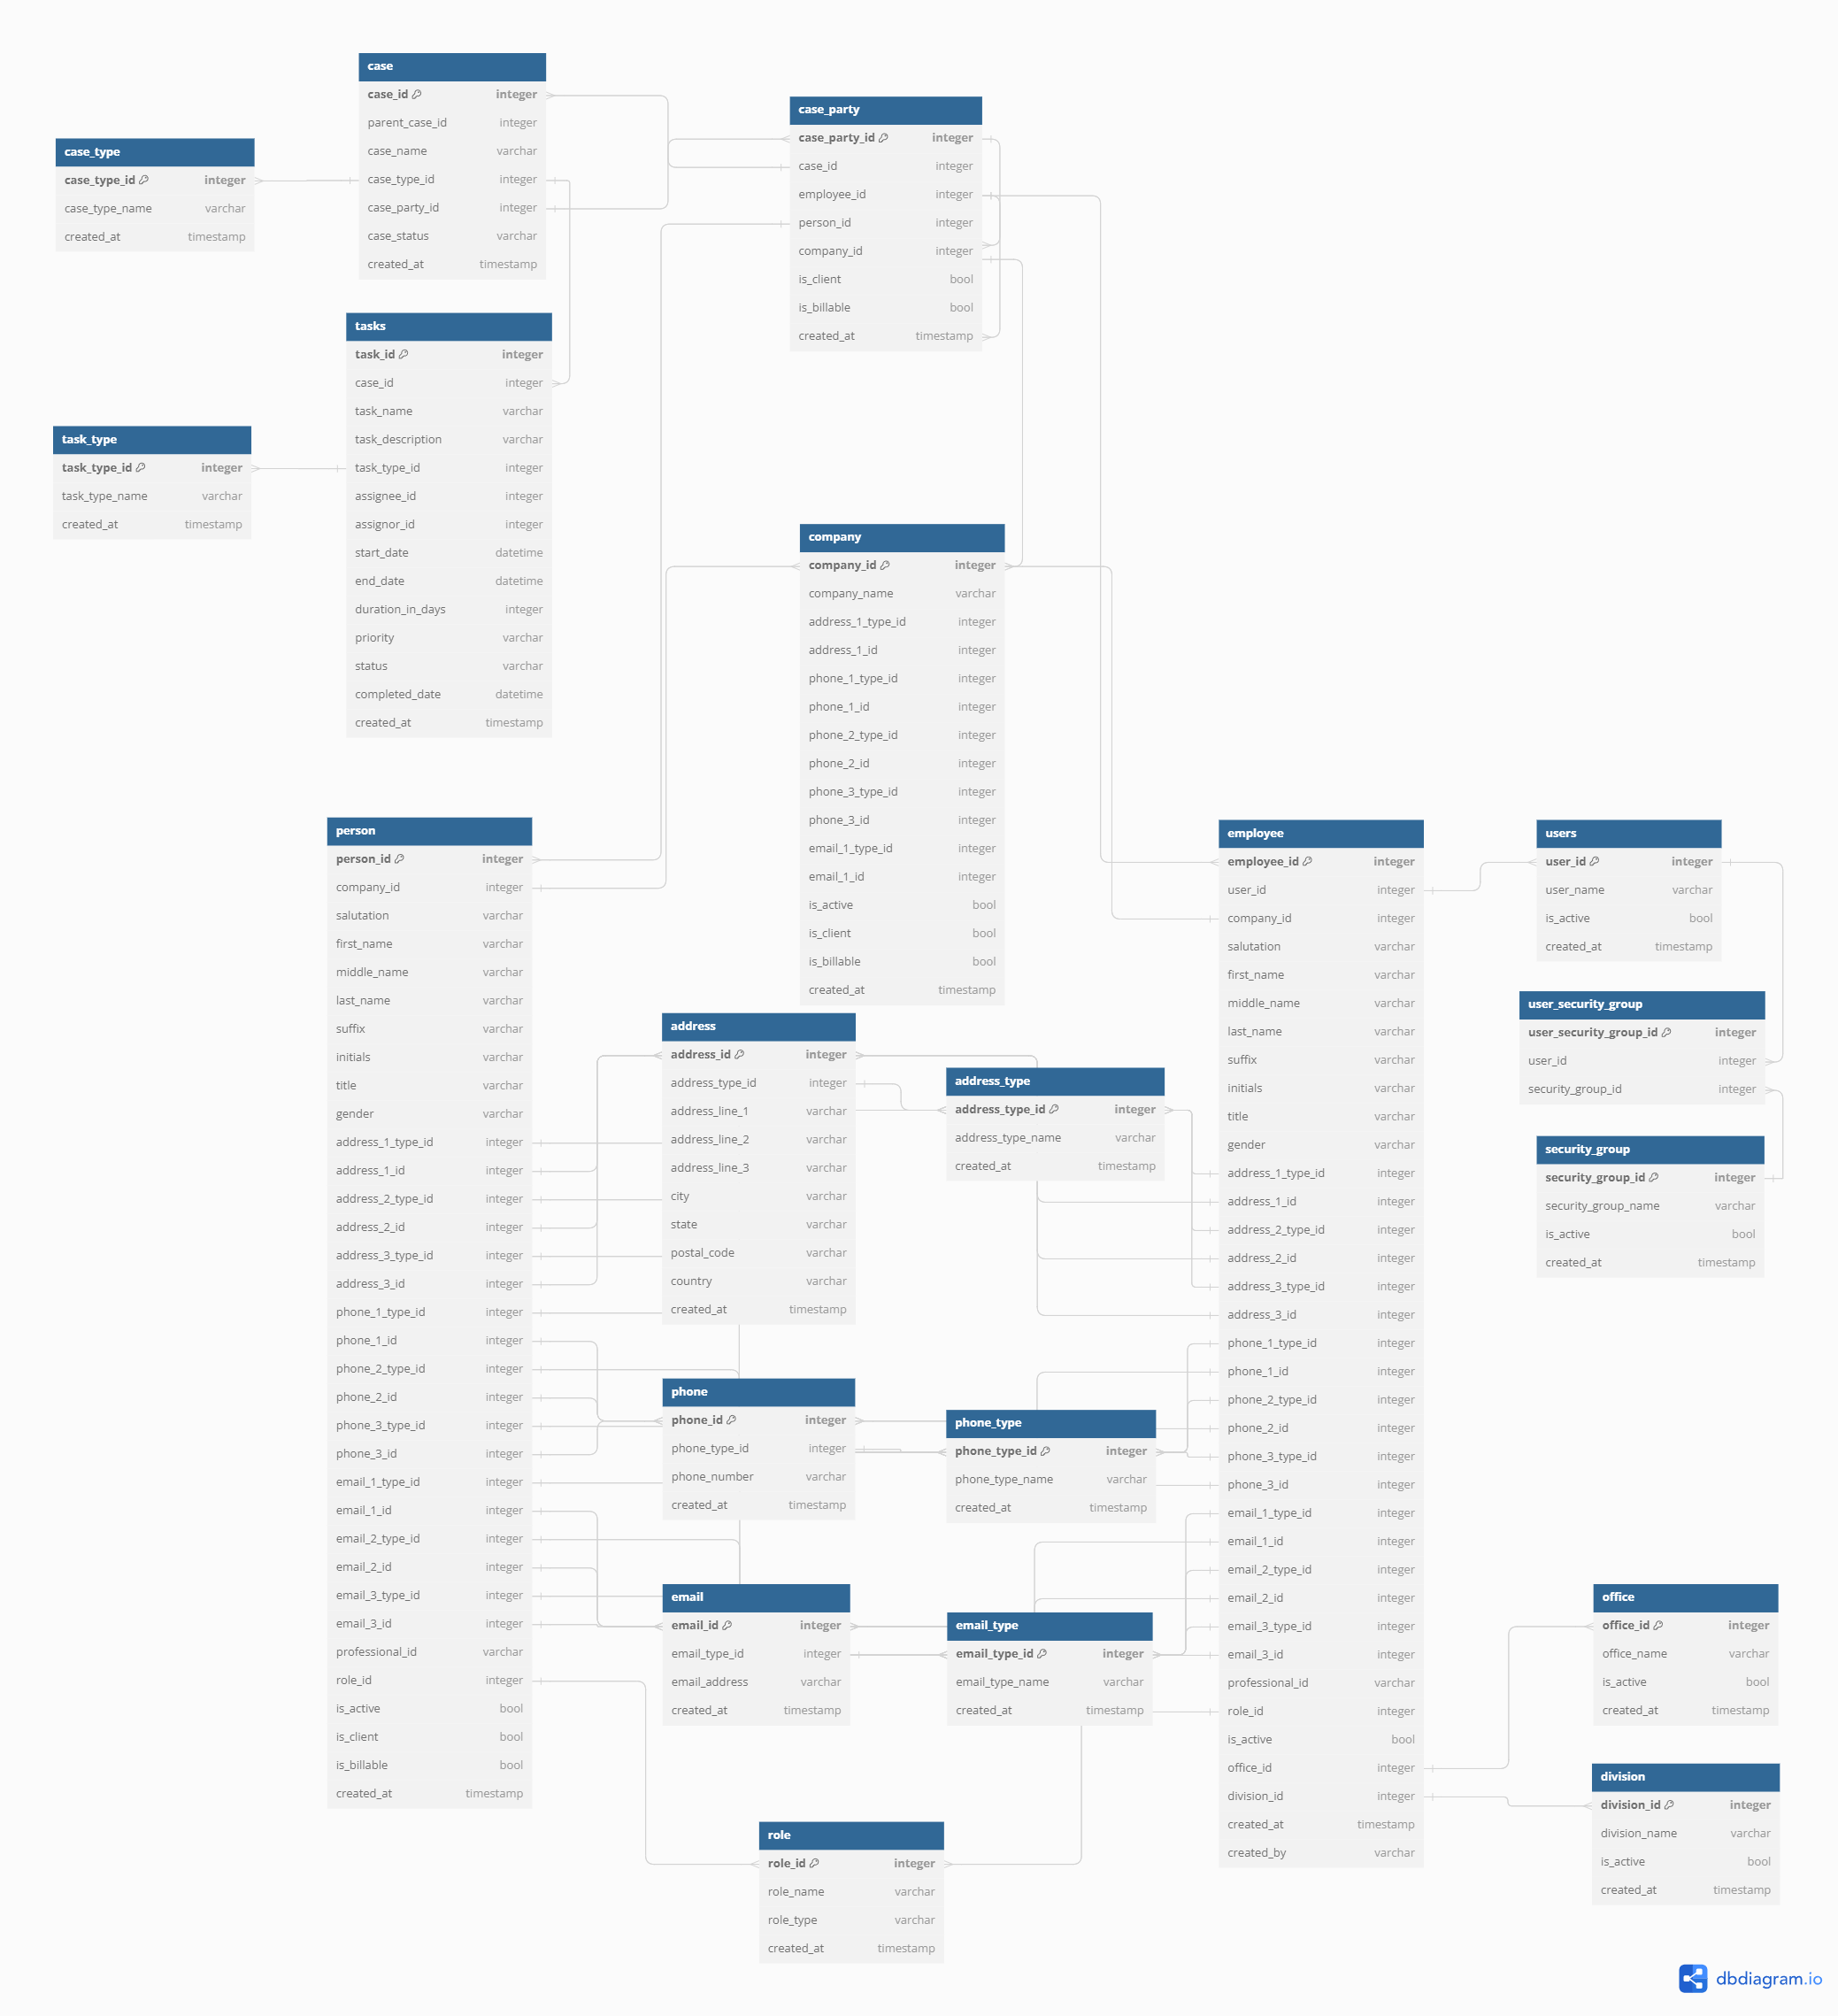 case
case_id integer
parent_case_id integer
case_name varchar
case_type_id integer
case_party_id integer
case_status varchar
created_at timestamp
case_party
case_party_id integer
case_id integer
employee_id integer
person_id integer
company_id integer
is_client bool
is_billable bool
created_at timestamp
case_type
case_type_id integer
case_type_name varchar
created_at timestamp
tasks
task_id integer
case_id integer
task_name varchar
task_description varchar
task_type_id integer
assignee_id integer
assignor_id integer
start_date datetime
end_date datetime
duration_in_days integer
priority varchar
status varchar
completed_date datetime
created_at timestamp
task_type
task_type_id integer
task_type_name varchar
created_at timestamp
company
company_id integer
company_name varchar
address_1_type_id integer
address_1_id integer
phone_1_type_id integer
phone_1_id integer
phone_2_type_id integer
phone_2_id integer
phone_3_type_id integer
phone_3_id integer
email_1_type_id integer
email_1_id integer
is_active bool
is_client bool
is_billable bool
created_at timestamp
person
person_id integer
company_id integer
salutation varchar
first_name varchar
middle_name varchar
last_name varchar
suffix varchar
initials varchar
title varchar
gender varchar
address_1_type_id integer
address_1_id integer
address_2_type_id integer
address_2_id integer
address_3_type_id integer
address_3_id integer
phone_1_type_id integer
phone_1_id integer
phone_2_type_id integer
phone_2_id integer
phone_3_type_id integer
phone_3_id integer
email_1_type_id integer
email_1_id integer
email_2_type_id integer
email_2_id integer
email_3_type_id integer
email_3_id integer
professional_id varchar
role_id integer
is_active bool
is_client bool
is_billable bool
created_at timestamp
employee
employee_id integer
user_id integer
company_id integer
salutation varchar
first_name varchar
middle_name varchar
last_name varchar
suffix varchar
initials varchar
title varchar
gender varchar
address_1_type_id integer
address_1_id integer
address_2_type_id integer
address_2_id integer
address_3_type_id integer
address_3_id integer
phone_1_type_id integer
phone_1_id integer
phone_2_type_id integer
phone_2_id integer
phone_3_type_id integer
phone_3_id integer
email_1_type_id integer
email_1_id integer
email_2_type_id integer
email_2_id integer
email_3_type_id integer
email_3_id integer
professional_id varchar
role_id integer
is_active bool
office_id integer
division_id integer
created_at timestamp
created_by varchar
users
user_id integer
user_name varchar
is_active bool
created_at timestamp
user_security_group
user_security_group_id integer
user_id integer
security_group_id integer
security_group
security_group_id integer
security_group_name varchar
is_active bool
created_at timestamp
address
address_id integer
address_type_id integer
address_line_1 varchar
address_line_2 varchar
address_line_3 varchar
city varchar
state varchar
postal_code varchar
country varchar
created_at timestamp
address_type
address_type_id integer
address_type_name varchar
created_at timestamp
phone
phone_id integer
phone_type_id integer
phone_number varchar
created_at timestamp
phone_type
phone_type_id integer
phone_type_name varchar
created_at timestamp
email
email_id integer
email_type_id integer
email_address varchar
created_at timestamp
email_type
email_type_id integer
email_type_name varchar
created_at timestamp
office
office_id integer
office_name varchar
is_active bool
created_at timestamp
division
division_id integer
division_name varchar
is_active bool
created_at timestamp
role
role_id integer
role_name varchar
role_type varchar
created_at timestamp
dbdiagram.io